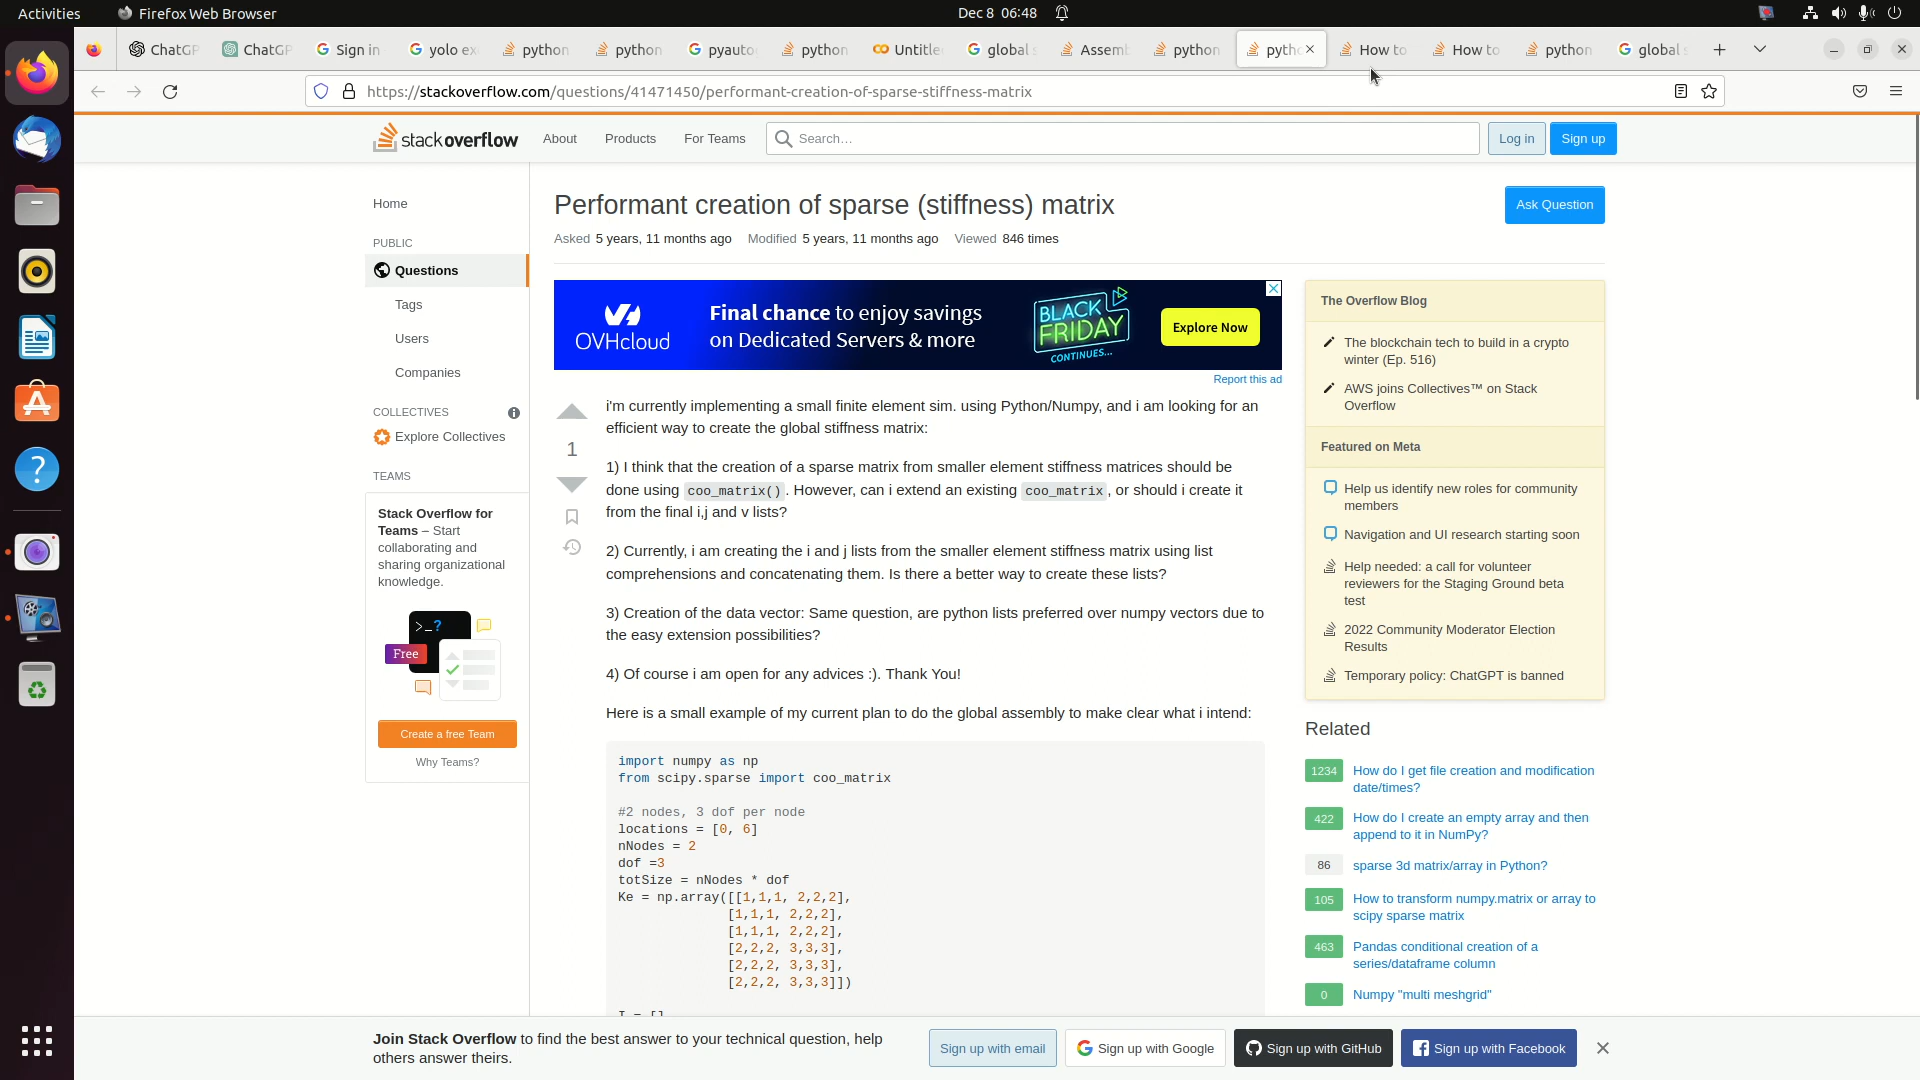 Activities
Firefox Web Browser
Dec 8 06:48
ChatGP
ChatGP
Sign in
yolo ex
python
python
pyauto
python
Untitle
global s
Assemb
python
pytho
How to
How to
python
global s
https://stackoverflow.com/questions/41471450/performant-creation-of-sparse-stiffness-matrix
stackoverflow
About
Products
For Teams
Search…
Log in
Sign up
Home
PUBLIC
Questions
Tags
Users
Companies
COLLECTIVES
Explore Collectives
TEAMS
Stack Overflow for
Teams – Start
collaborating and
sharing organizational
knowledge.
>_?
Free
Create a free Team
Why Teams?
Performant creation of sparse (stiffness) matrix
Ask Question
Asked 5 years, 11 months ago Modified 5 years, 11 months ago Viewed 846 times
OVHcloud
Final chance to enjoy savings
on Dedicated Servers & more
BLACK
FRIDAY
CONTINUES...
Explore Now
Report this ad
1
i'm currently implementing a small finite element sim. using Python/Numpy, and i am looking for an
efficient way to create the global stiffness matrix:
1) I think that the creation of a sparse matrix from smaller element stiffness matrices should be
done using coo_matrix(). However, can i extend an existing coo_matrix, or should i create it
from the final i,j and v lists?
2) Currently, i am creating the i and j lists from the smaller element stiffness matrix using list
comprehensions and concatenating them. Is there a better way to create these lists?
3) Creation of the data vector: Same question, are python lists preferred over numpy vectors due to
the easy extension possibilities?
4) Of course i am open for any advices :). Thank You!
Here is a small example of my current plan to do the global assembly to make clear what i intend:
import numpy as np
from scipy.sparse import coo_matrix
#2 nodes, 3 dof per node
locations = [0, 6]
nNodes = 2
dof =3
totSize = nNodes * dof
Ke = np.array([[1,1,1, 2,2,2],
[1,1,1, 2,2,2],
[1,1,1, 2,2,2],
[2,2,2, 3,3,3],
[2,2,2, 3,3,3],
[2,2,2, 3,3,3]])
I = []
The Overflow Blog
The blockchain tech to build in a crypto
winter (Ep. 516)
AWS joins Collectives™ on Stack
Overflow
Featured on Meta
Help us identify new roles for community
members
Navigation and UI research starting soon
Help needed: a call for volunteer
reviewers for the Staging Ground beta
test
2022 Community Moderator Election
Results
Temporary policy: ChatGPT is banned
Related
1234 How do I get file creation and modification
date/times?
422 How do I create an empty array and then
append to it in NumPy?
86 sparse 3d matrix/array in Python?
105 How to transform numpy.matrix or array to
scipy sparse matrix
463 Pandas conditional creation of a
series/dataframe column
0 Numpy "multi meshgrid"
Join Stack Overflow to find the best answer to your technical question, help
others answer theirs.
Sign up with email
Sign up with Google
Sign up with GitHub
Sign up with Facebook